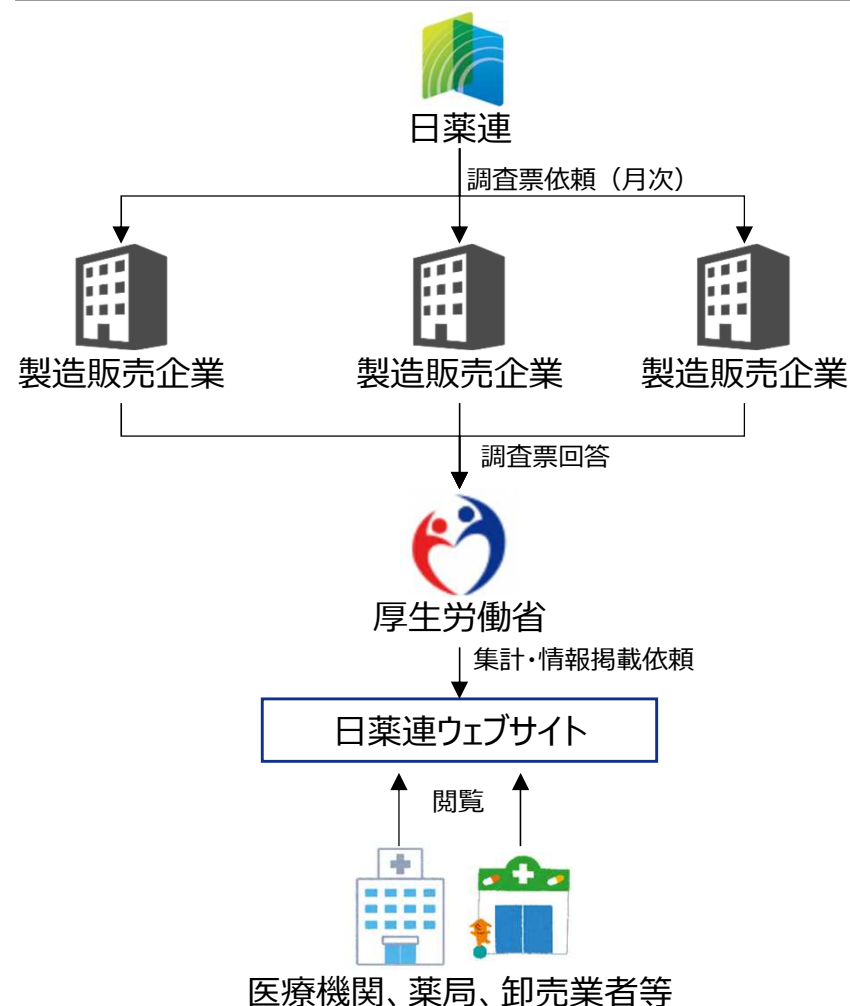 日薬連
調査票依頼（月次）
製造販売企業
製造販売企業
製造販売企業
調査票回答
厚生労働省
集計・情報掲載依頼
日薬連ウェブサイト
閲覧
医療機関、薬局、卸売業者等